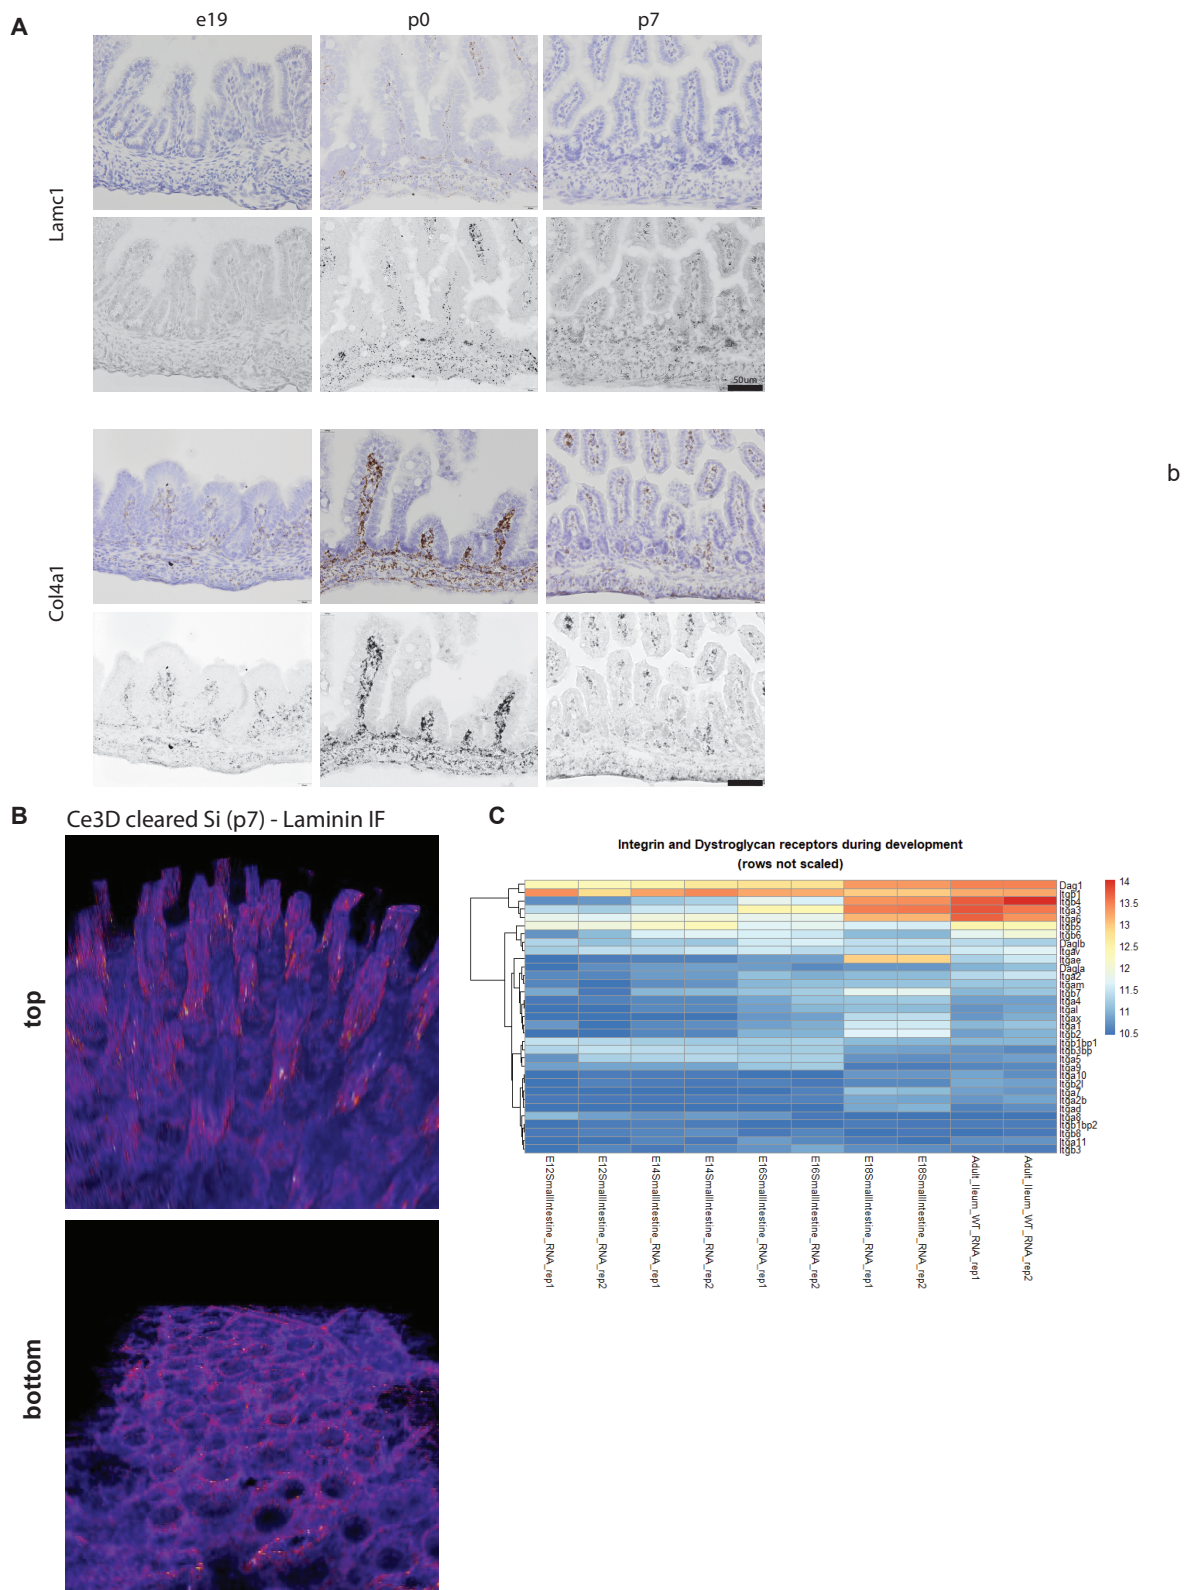 A
e19
p0
p7
Lamc1
50um
Col4a1
b
B
Ce3D cleared Si (p7) - Laminin IF
top
bottom
C
Integrin and Dystroglycan receptors during development
(rows not scaled)
Dag1
Itgb1
Itgb4
Itga3
Itga6
Itgb5
Itgb6
Daglb
Itgav
Itgae
Dagla
Itga2
Itgam
Itgb7
Itga4
Itgal
Itgax
Itga1
Itgb2
Itgb1bp1
Itgb3bp
Itga5
Itga9
Itga10
Itgb2l
Itga7
Itga2b
Itgad
Itga8
Itgb1bp2
Itgb8
Itga11
Itgb3
14
13.5
13
12.5
12
11.5
11
10.5
E12SmallIntestine_RNA_rep1
E12SmallIntestine_RNA_rep2
E14SmallIntestine_RNA_rep1
E14SmallIntestine_RNA_rep2
E16SmallIntestine_RNA_rep1
E16SmallIntestine_RNA_rep2
E18SmallIntestine_RNA_rep1
E18SmallIntestine_RNA_rep2
Adult_Ileum_WT_RNA_rep1
Adult_Ileum_WT_RNA_rep2